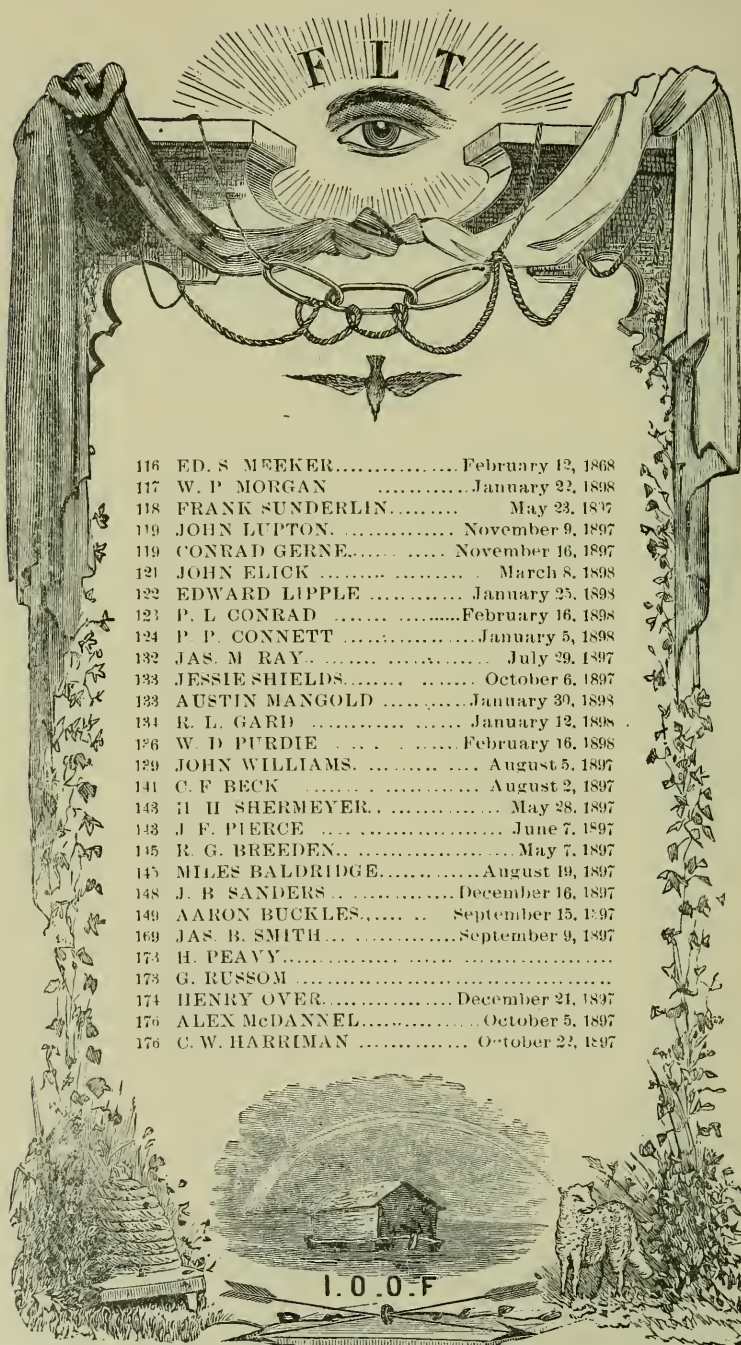 F L T
116 ED. S MEEKER.................February 12, 1868
117 W. P MORGAN .............January 22, 1898
118 FRANK SUNDERLIN......... May 23, 1897
119 JOHN LUPTON. .............. November 9, 1897
119 CONRAD GERNE........ ..... November 16, 1897
121 JOHN ELICK ......... ......... . March 8, 1898
122 EDWARD LIPPLE ............ January 25, 1898
123 P. L CONRAD ....... .........February 16, 1898
124 P. P. CONNETT ....................January 5, 1898
132 JAS. M RAY.. ...... ............... July 29, 1897
133 JESSIE SHIELDS........ . ....... October 6, 1897
133 AUSTIN MANGOLD ............January 30, 1898
134 R. L. GARD ............ ........ January 12, 1898
136 W. D PURDIE . .... . ......February 16, 1898
139 JOHN WILLIAMS. ......... .... August 5, 1897
141 C. F BECK ....... . ............ August 2, 1897
143 H H SHERMEYER.. .............. May 28, 1897
143 J F. PIERCE .... ................. June 7, 1897
145 R. G. BREEDEN.. .....................May 7, 1897
145 MILES BALDRIDGE.............August 19, 1897
148 J. B SANDERS .. ..............December 16, 1897
149 AARON BUCKLES...... .. September 15, 1897
169 JAS. B. SMITH... .............September 9, 1897
173 H. PEAVY..........................................
173 G. RUSSOM ........................................
174 HENRY OVER..................December 21, 1897
176 ALEX McDANNEL................October 5, 1897
176 C. W. HARRIMAN .............. October 22, 1897
I.O.O.F